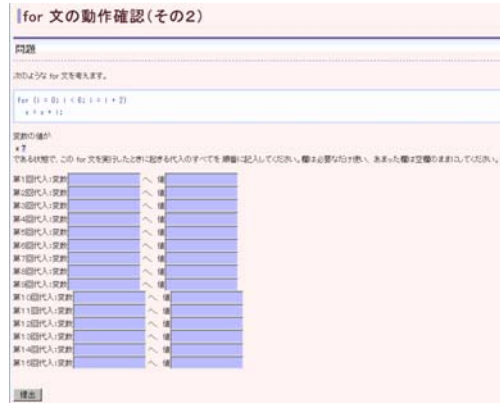 for 文の動作確認(その2)
問題
次のような for 文を考えます。
for (i = 0; i < 6; i = i + 2)
x = x + i;
変数の値が
である状態で、この for 文を実行したときに起きる代入のすべてを 順番に記入してください。欄は必要なだけ使い、あまった欄は空欄のままにしてください。
第1回代入:変数 へ、値
第2回代入:変数 へ、値
第3回代入:変数 へ、値
第4回代入:変数 へ、値
第5回代入:変数 へ、値
第6回代入:変数 へ、値
第7回代入:変数 へ、値
第8回代入:変数 へ、値
第9回代入:変数 へ、値
第10回代入:変数 へ、値
第11回代入:変数 へ、値
第12回代入:変数 へ、値
第13回代入:変数 へ、値
第14回代入:変数 へ、値
第15回代入:変数 へ、値
提出